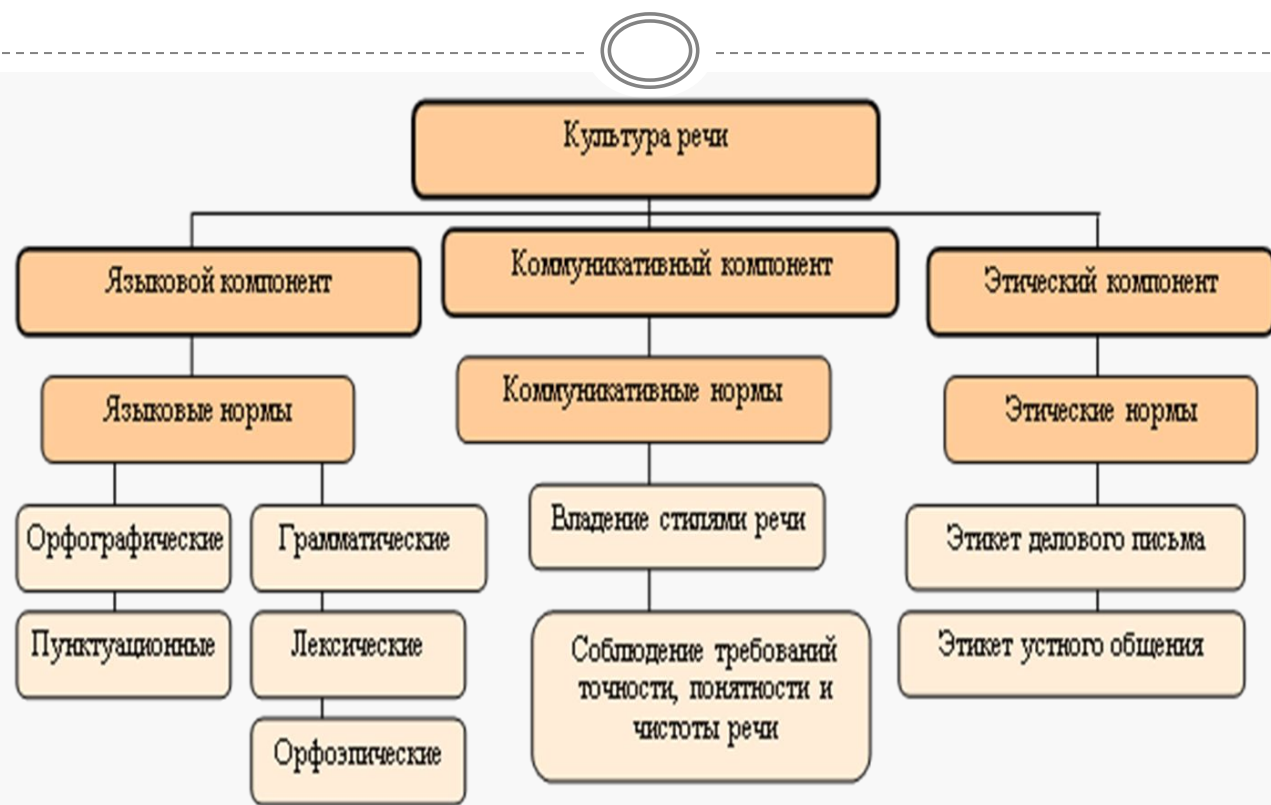 Культура речи
Языковой компонент
Коммуникативный компонент
Этический компонент
Языковые нормы
Коммуникативные нормы
Этические нормы
Орфографические
Грамматические
Владение стилями речи
Этикет делового письма
Пунктуационные
Лексические
Соблюдение требований
точности, понятности и
чистоты речи
Этикет устного общения
Орфоэпические